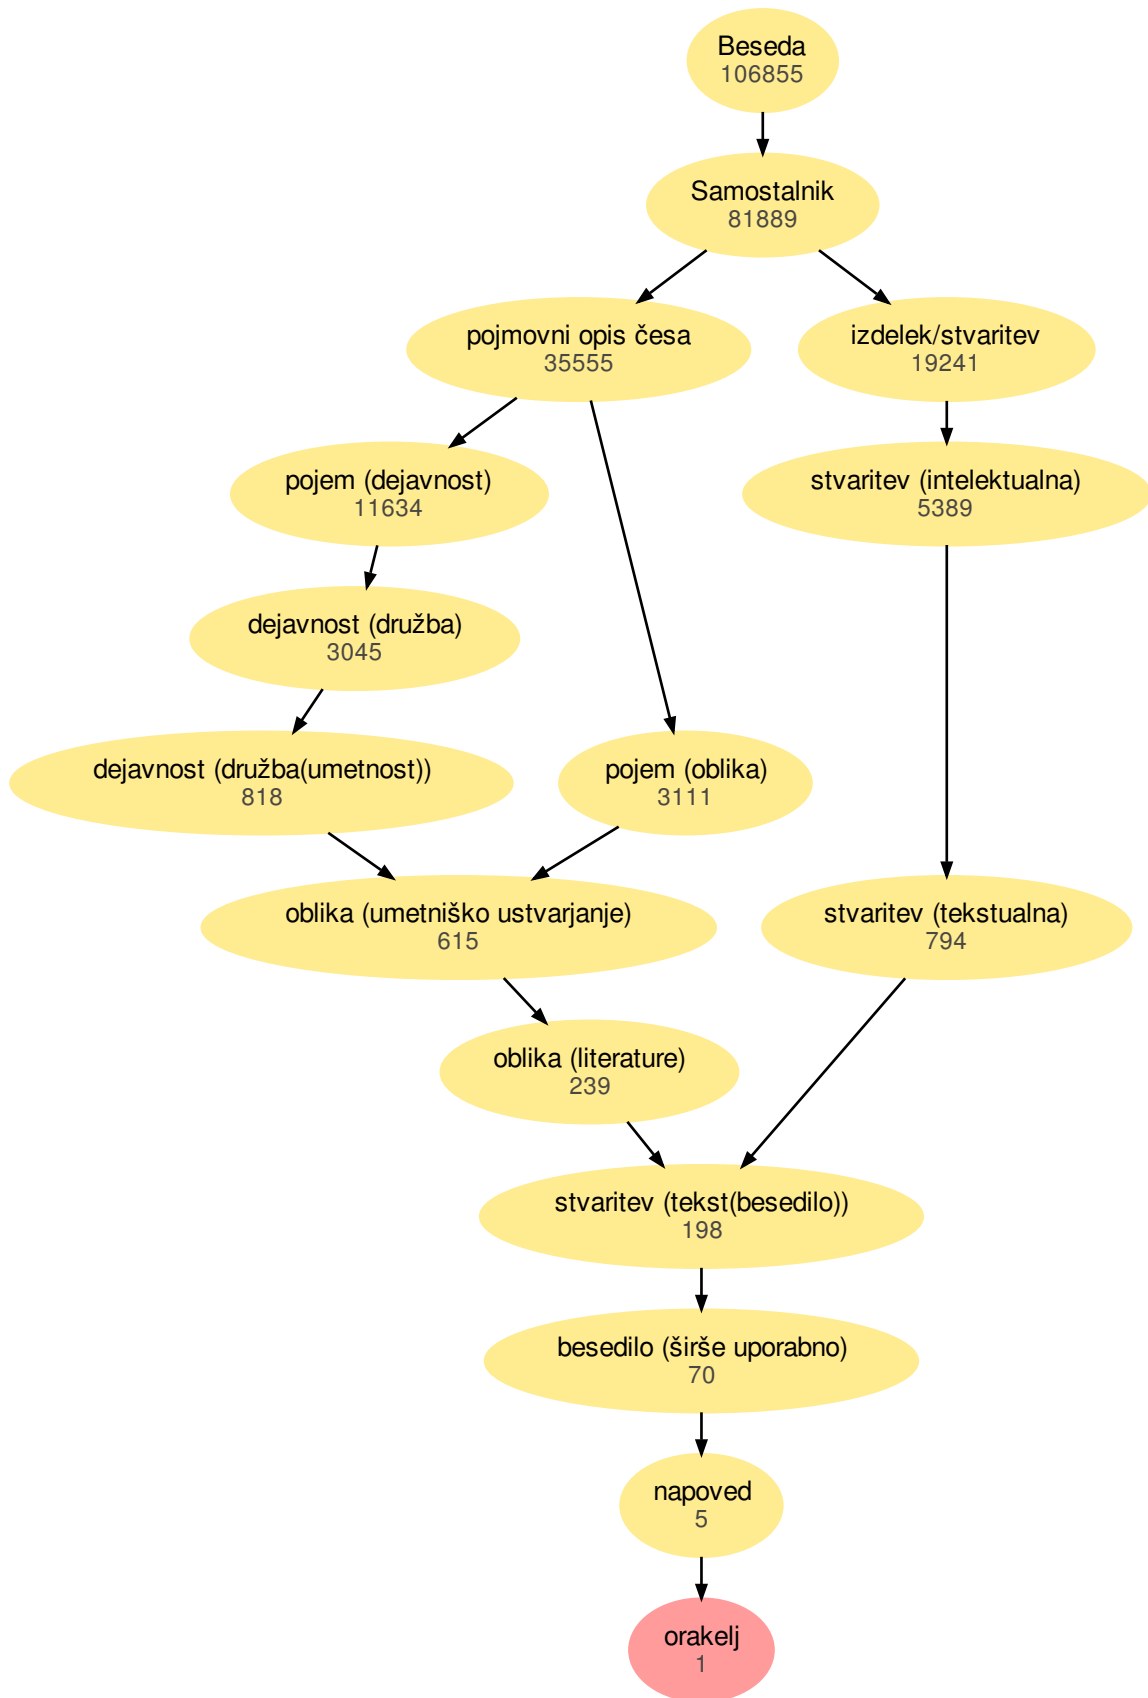 Beseda
106855
Samostalnik
81889
pojmovni opis česa
35555
izdelek/stvaritev
19241
pojem (dejavnost)
11634
stvaritev (intelektualna)
5389
dejavnost (družba)
3045
dejavnost (družba(umetnost))
818
pojem (oblika)
3111
oblika (umetniško ustvarjanje)
615
stvaritev (tekstualna)
794
oblika (literature)
239
stvaritev (tekst(besedilo))
198
besedilo (širše uporabno)
70
napoved
5
orakelj
1